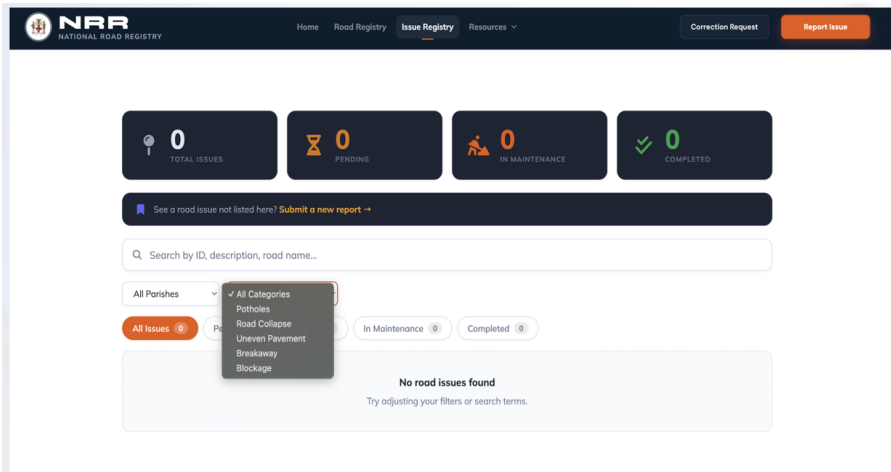 NRR
NATIONAL ROAD REGISTRY
Home Road Registry Issue Registry Resources
Correction Request
Report Issue
0
TOTAL ISSUES
0
PENDING
0
IN MAINTENANCE
0
COMPLETED
See a road issue not listed here? Submit a new report →
Search by ID, description, road name...
All Parishes
✓ All Categories
Potholes
Road Collapse
Uneven Pavement
Breakaway
Blockage
All Issues 0
Pe
In Maintenance 0
Completed 0
No road issues found
Try adjusting your filters or search terms.